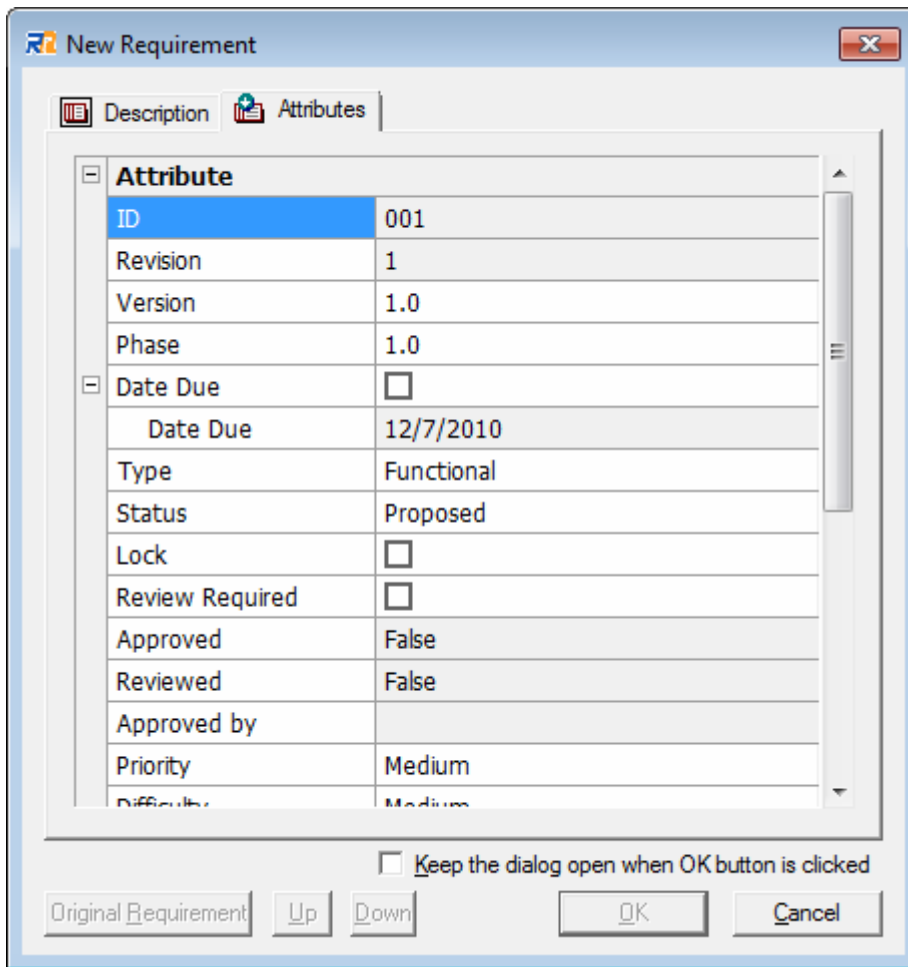 New Requirement
Description Attributes
Attribute
ID 001
Revision 1
Version 1.0
Phase 1.0
Date Due
Date Due 12/7/2010
Type Functional
Status Proposed
Lock
Review Required
Approved False
Reviewed False
Approved by
Priority Medium
Difficulty Medium
Keep the dialog open when OK button is clicked
Original Requirement Up Down OK Cancel